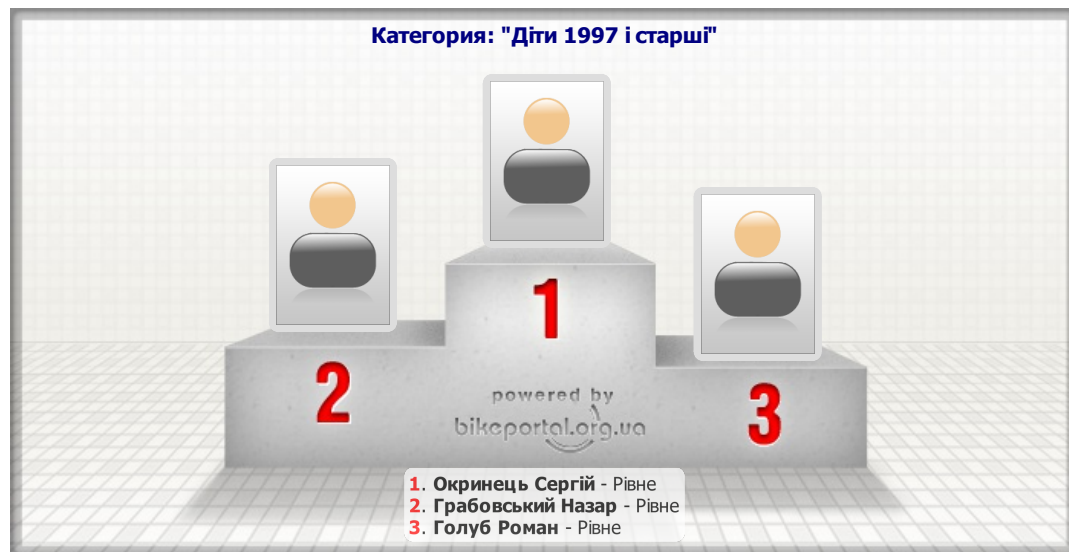 Категория: "Діти 1997 і старші"
1
2
3
powered by
bikeportal.org.ua
1. Окринець Сергій - Рівне
2. Грабовський Назар - Рівне
3. Голуб Роман - Рівне